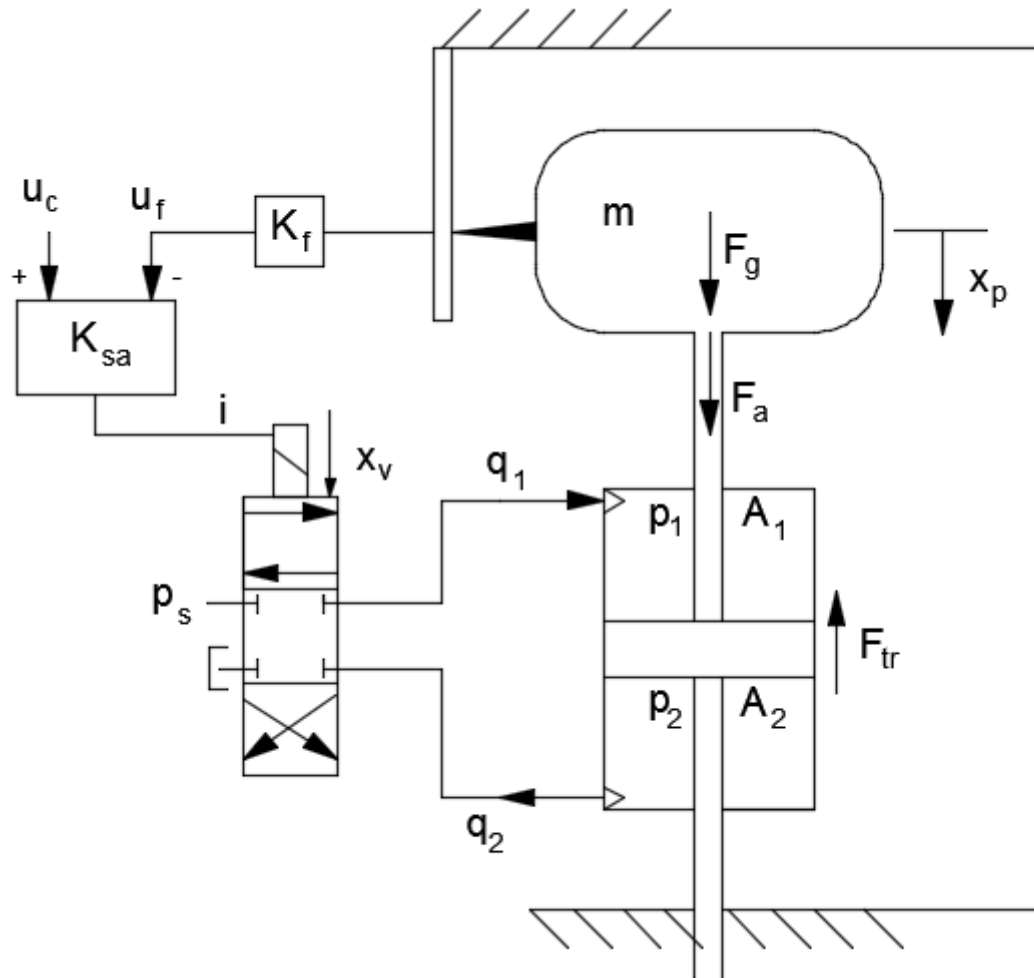 m
F_g
x_p
u_c
u_f
K_f
+
-
K_sa
F_a
i
x_v
q_1
p_1
A_1
p_s
F_tr
p_2
A_2
q_2